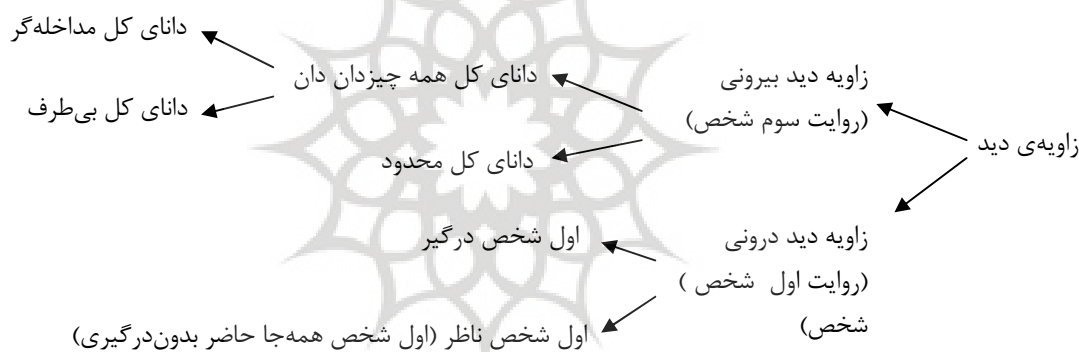 زاویه‌ی دید
زاویه دید بیرونی
(روایت سوم شخص)
دانای کل همه چیزدان دان
دانای کل مداخله‌گر
دانای کل بی‌طرف
دانای کل محدود
زاویه دید درونی
(روایت اول شخص )
شخص)
اول شخص درگیر
اول شخص ناظر (اول شخص همه‌جا حاضر بدون‌درگیری)